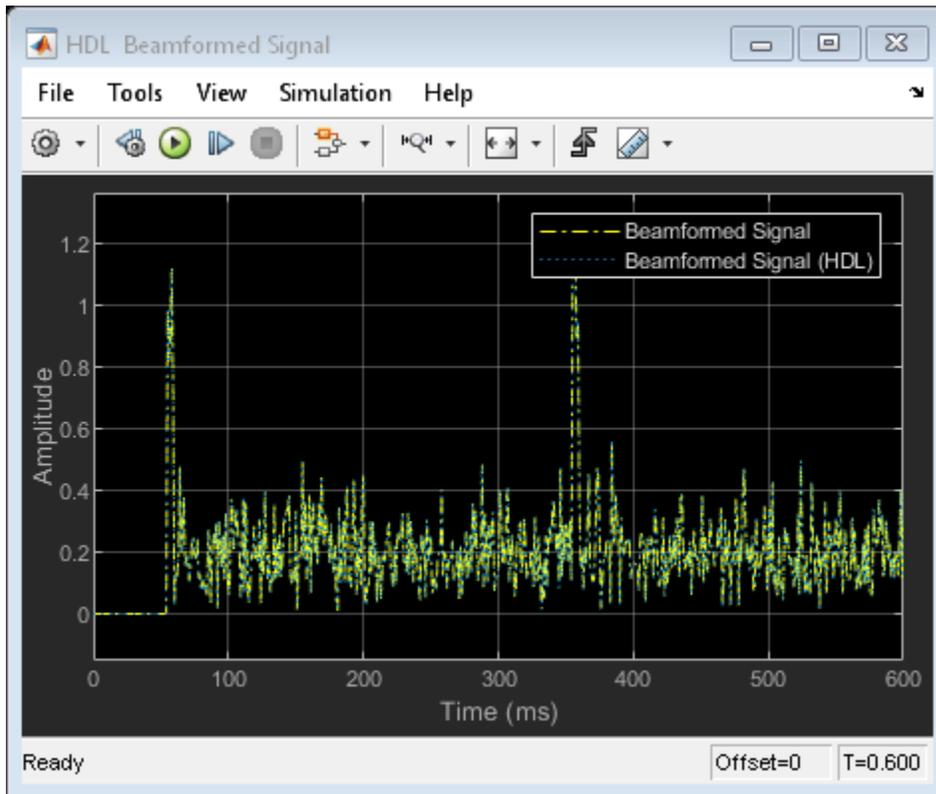 HDL Beamformed Signal
File Tools View Simulation Help
Beamformed Signal
Beamformed Signal (HDL)
1.2
1
0.8
0.6
0.4
0.2
0
Amplitude
0 100 200 300 400 500 600
Time (ms)
Ready Offset=0 T=0.600